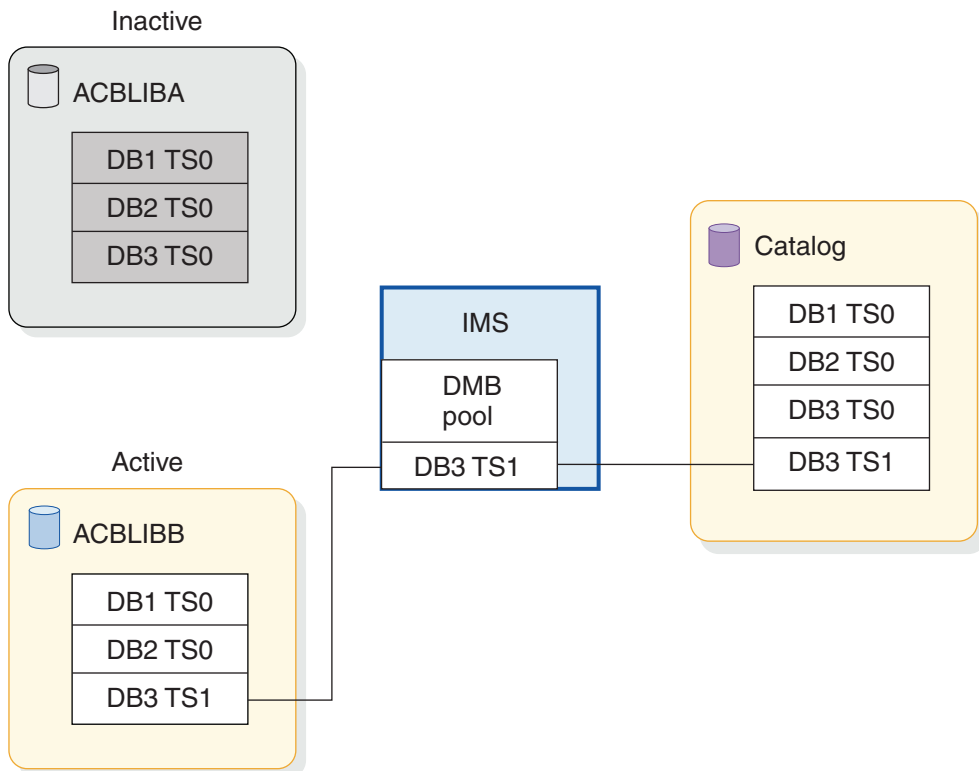 Inactive
ACBLIBA
DB1 TS0
DB2 TS0
DB3 TS0
Active
ACBLIBB
DB1 TS0
DB2 TS0
DB3 TS1
IMS
DMB
pool
DB3 TS1
Catalog
DB1 TS0
DB2 TS0
DB3 TS0
DB3 TS1